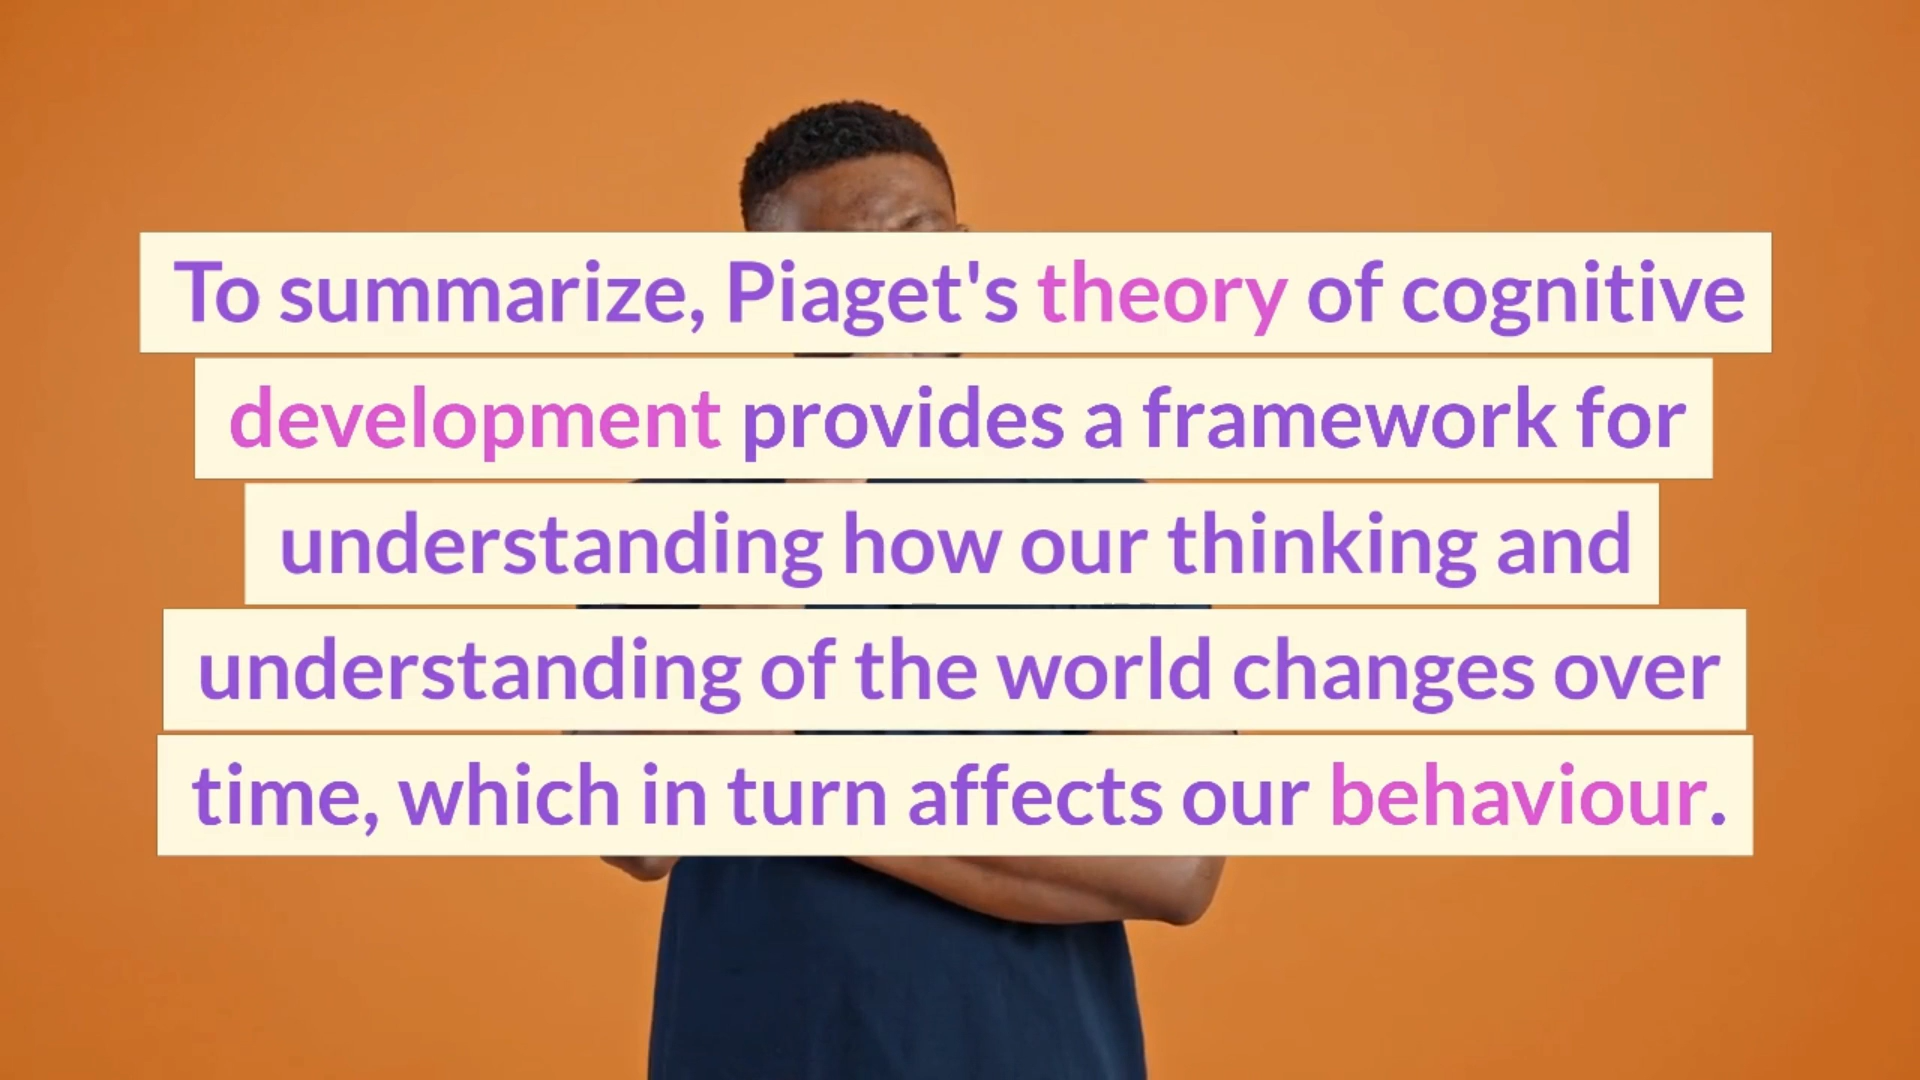 To summarize, Piaget's theory of cognitive
development provides a framework for
understanding how our thinking and
understanding of the world changes over
time, which in turn affects our behaviour.